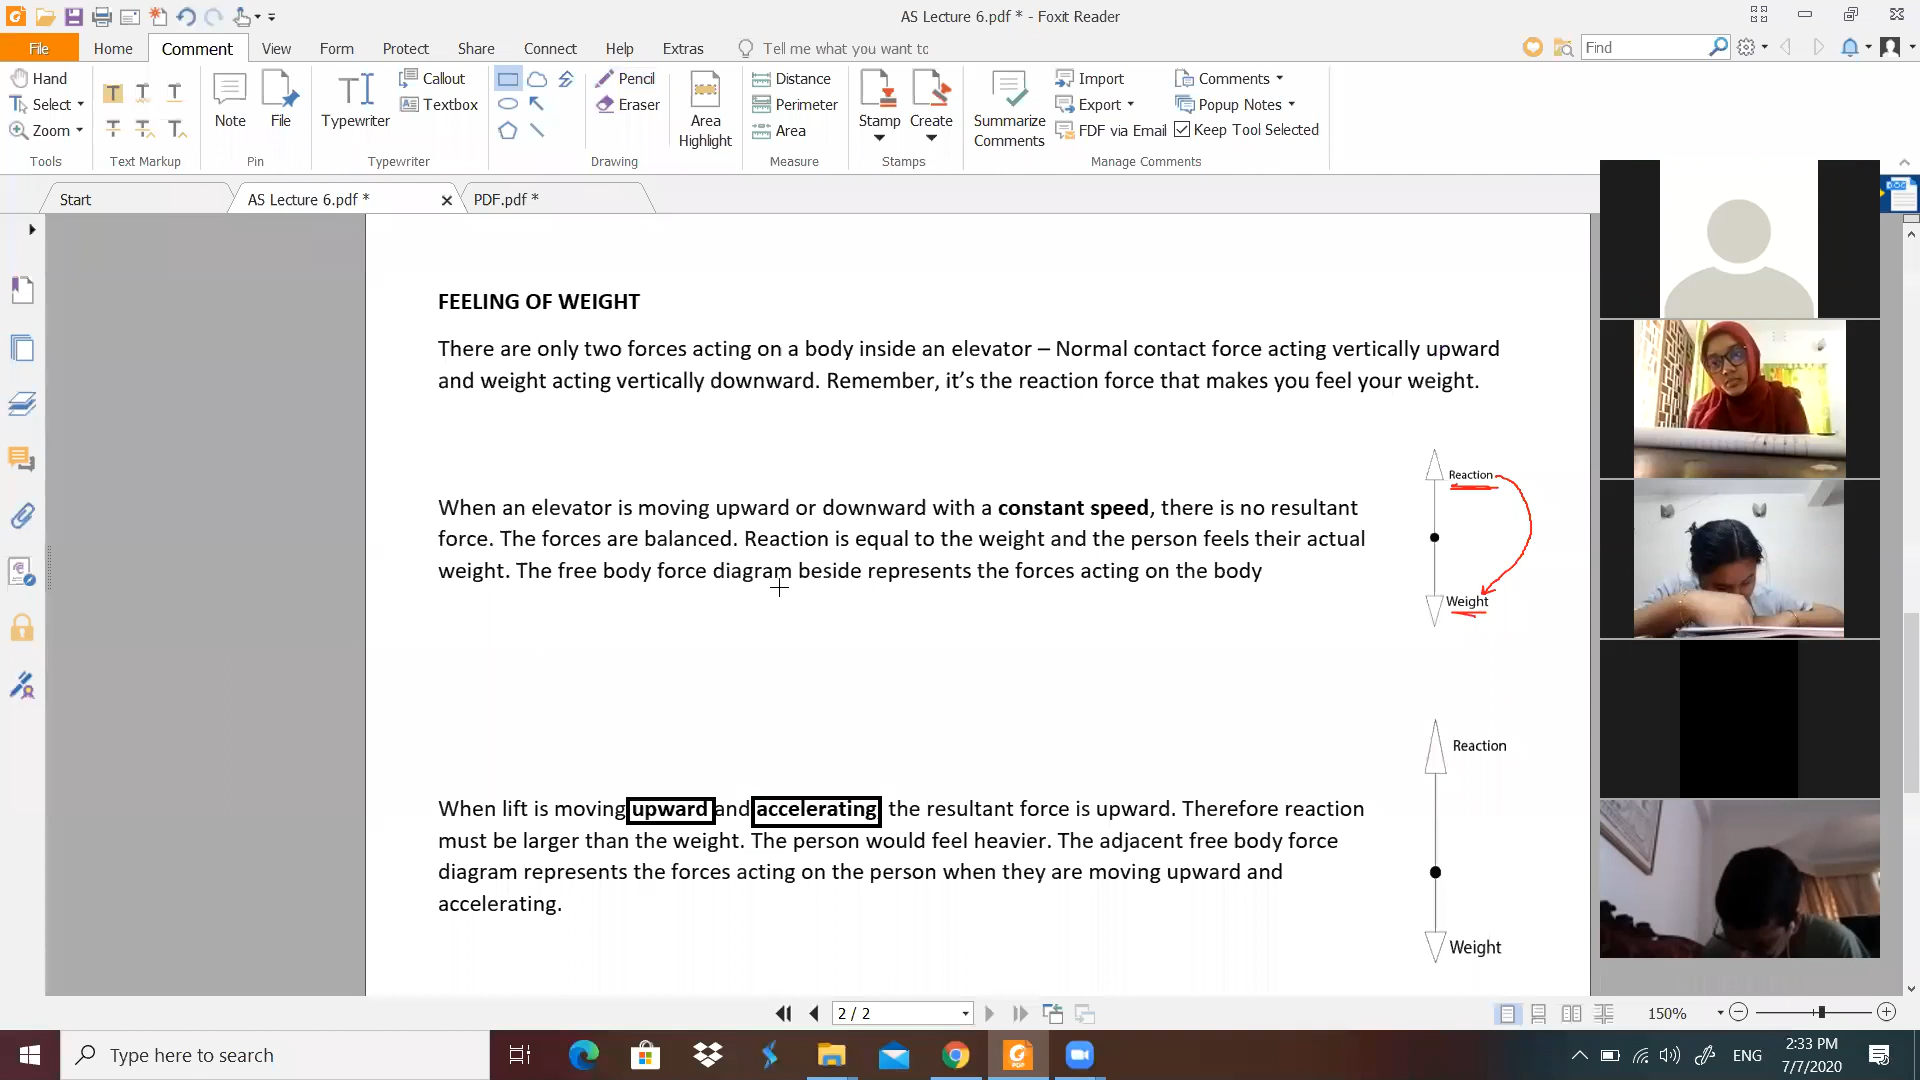 AS Lecture 6.pdf * - Foxit Reader
File Home Comment View Form Protect Share Connect Help Extras Tell me what you want to Find
Hand
Select
Zoom
Tools
Text Markup
Note
File
Pin
Typewriter
Callout
Textbox
Typewriter
Pencil
Eraser
Area
Highlight
Drawing
Distance
Perimeter
Area
Measure
Stamp
Create
Stamps
Summarize
Comments
Import
Export
FDF via Email
Comments
Popup Notes
Keep Tool Selected
Manage Comments
Start
AS Lecture 6.pdf *
PDF.pdf *
FEELING OF WEIGHT
There are only two forces acting on a body inside an elevator – Normal contact force acting vertically upward
and weight acting vertically downward. Remember, it’s the reaction force that makes you feel your weight.
When an elevator is moving upward or downward with a constant speed, there is no resultant
force. The forces are balanced. Reaction is equal to the weight and the person feels their actual
weight. The free body force diagram beside represents the forces acting on the body
Reaction
Weight
When lift is moving upward and accelerating the resultant force is upward. Therefore reaction
must be larger than the weight. The person would feel heavier. The adjacent free body force
diagram represents the forces acting on the person when they are moving upward and
accelerating.
Reaction
Weight
2 / 2
150%
Type here to search
ENG
2:33 PM
7/7/2020